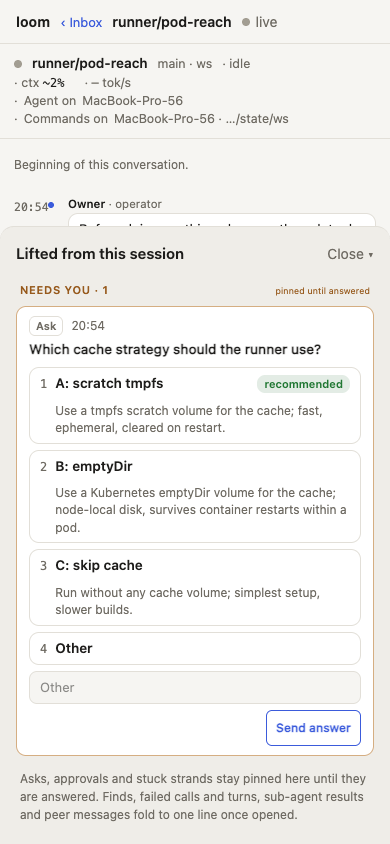 loom ‹ Inbox runner/pod-reach live
runner/pod-reach main · ws · idle
· ctx ~2% · — tok/s
· Agent on MacBook-Pro-56
· Commands on MacBook-Pro-56 · …/state/ws
Beginning of this conversation.
20:54 Owner · operator
Lifted from this session Close ▾
NEEDS YOU · 1 pinned until answered
Ask 20:54
Which cache strategy should the runner use?
1 A: scratch tmpfs recommended
Use a tmpfs scratch volume for the cache; fast,
ephemeral, cleared on restart.
2 B: emptyDir
Use a Kubernetes emptyDir volume for the cache;
node-local disk, survives container restarts within a
pod.
3 C: skip cache
Run without any cache volume; simplest setup,
slower builds.
4 Other
Other
Send answer
Asks, approvals and stuck strands stay pinned here until they
are answered. Finds, failed calls and turns, sub-agent results
and peer messages fold to one line once opened.